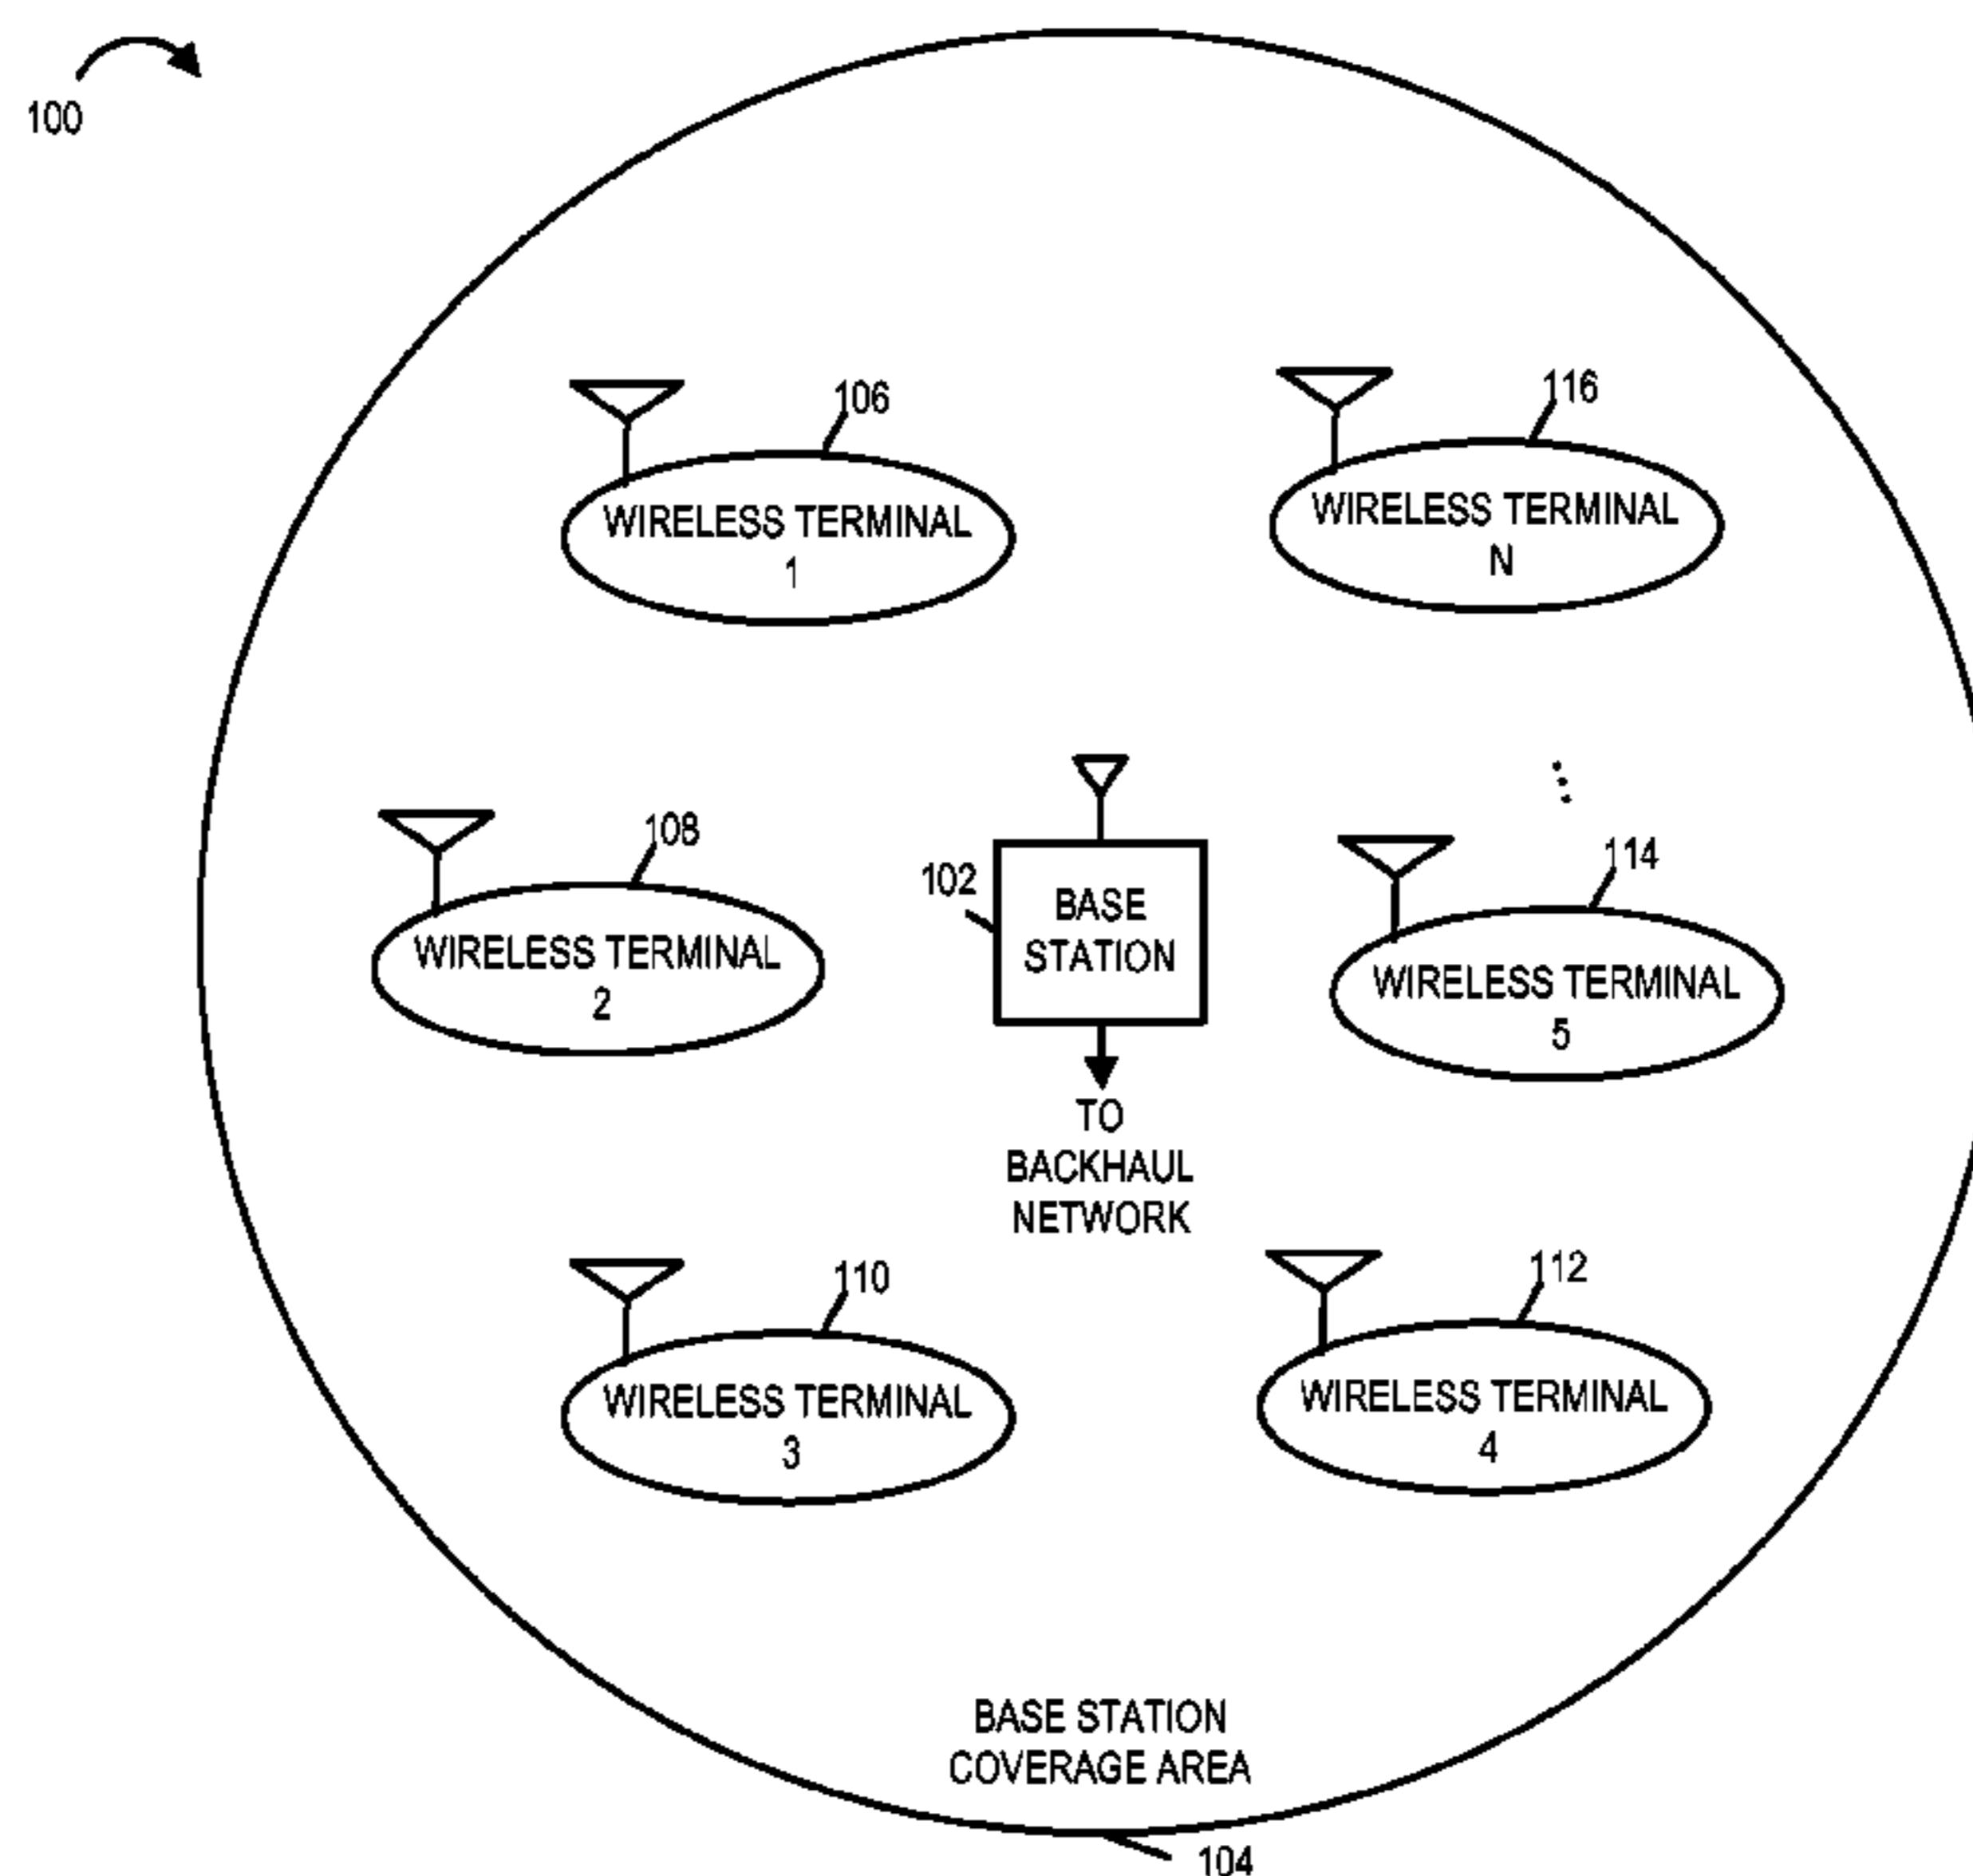 100
106
WIRELESS TERMINAL
1
116
WIRELESS TERMINAL
N
108
WIRELESS TERMINAL
2
102
BASE
STATION
114
WIRELESS TERMINAL
5
TO
BACKHAUL
NETWORK
110
WIRELESS TERMINAL
3
112
WIRELESS TERMINAL
4
BASE STATION
COVERAGE AREA
104